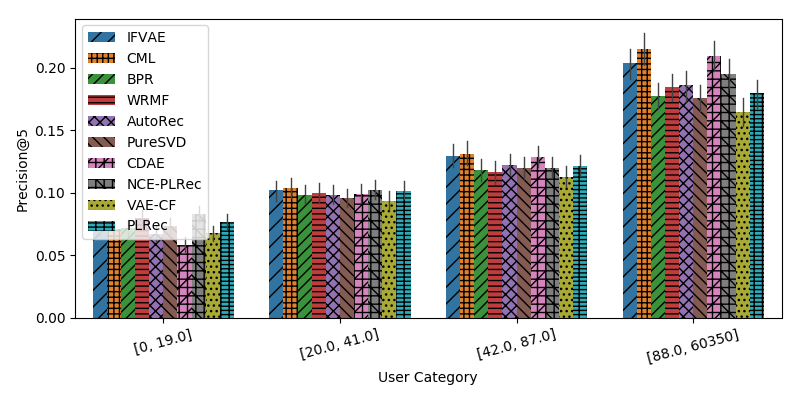 IFVAE
CML
BPR
WRMF
AutoRec
PureSVD
CDAE
NCE-PLRec
VAE-CF
PLRec
Precision@5
0.20
0.15
0.10
0.05
0.00
[0, 19.0]
[20.0, 41.0]
[42.0, 87.0]
[88.0, 60350]
User Category